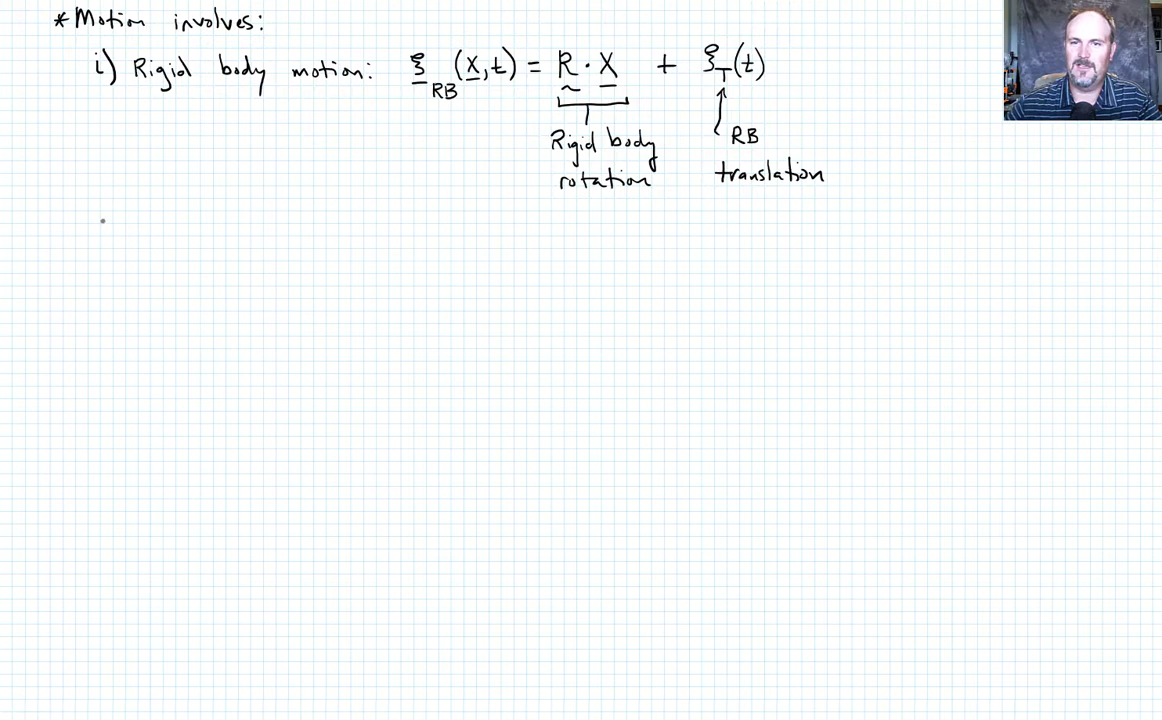 *Motion involves:
i) Rigid body motion: ξ_RB (X,t) = R · X + ξ_T(t)
Rigid body rotation
RB translation